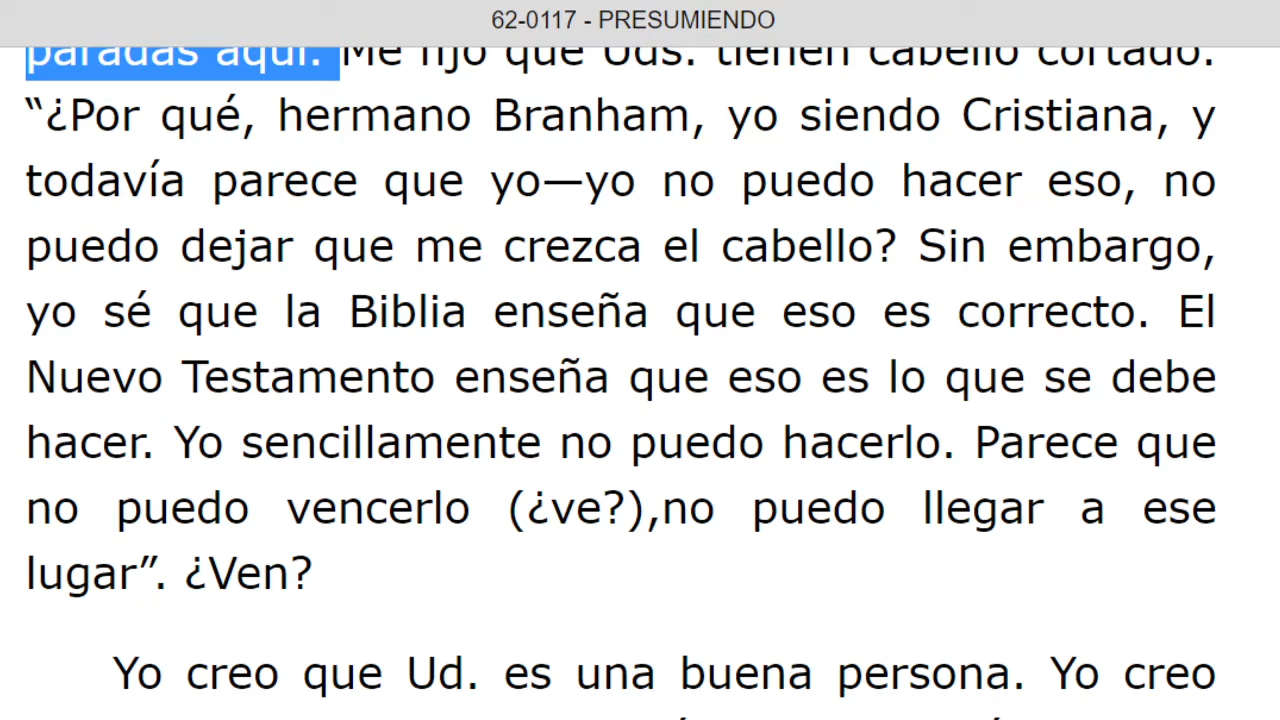 62-0117 - PRESUMIENDO
paradas aquí. Me fijo que Uds. tienen cabello cortado.
“¿Por qué, hermano Branham, yo siendo Cristiana, y
todavía parece que yo—yo no puedo hacer eso, no
puedo dejar que me crezca el cabello? Sin embargo,
yo sé que la Biblia enseña que eso es correcto. El
Nuevo Testamento enseña que eso es lo que se debe
hacer. Yo sencillamente no puedo hacerlo. Parece que
no puedo vencerlo (¿ve?),no puedo llegar a ese
lugar”. ¿Ven?
Yo creo que Ud. es una buena persona. Yo creo